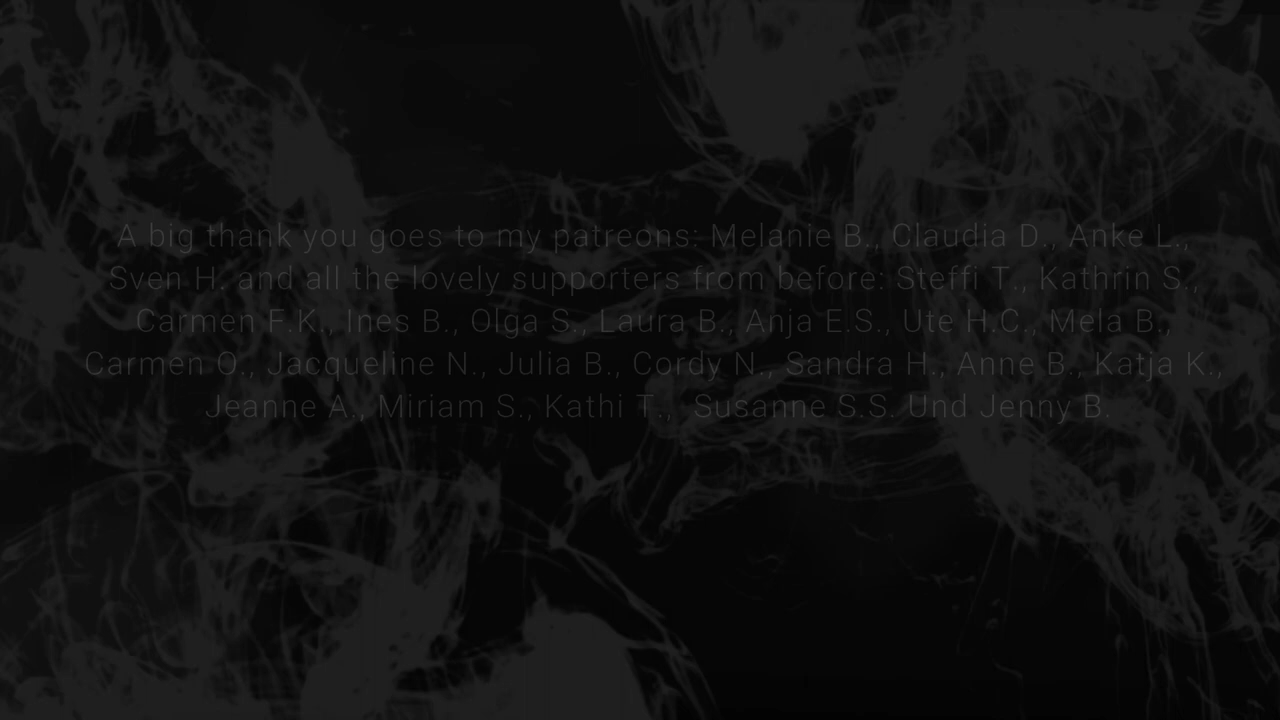 A big thank you goes to my patreons: Melanie B., Claudia D., Anke L.,
Sven H. and all the lovely supporters from before: Steffi T., Kathrin S.,
Carmen F.K., Ines B., Olga S., Laura B., Anja E.S., Ute H.C., Mela B.,
Carmen O., Jacqueline N., Julia B., Cordy N., Sandra H., Anne B., Katja K.,
Jeanne A., Miriam S., Kathi T., Susanne S.S. Und Jenny B.